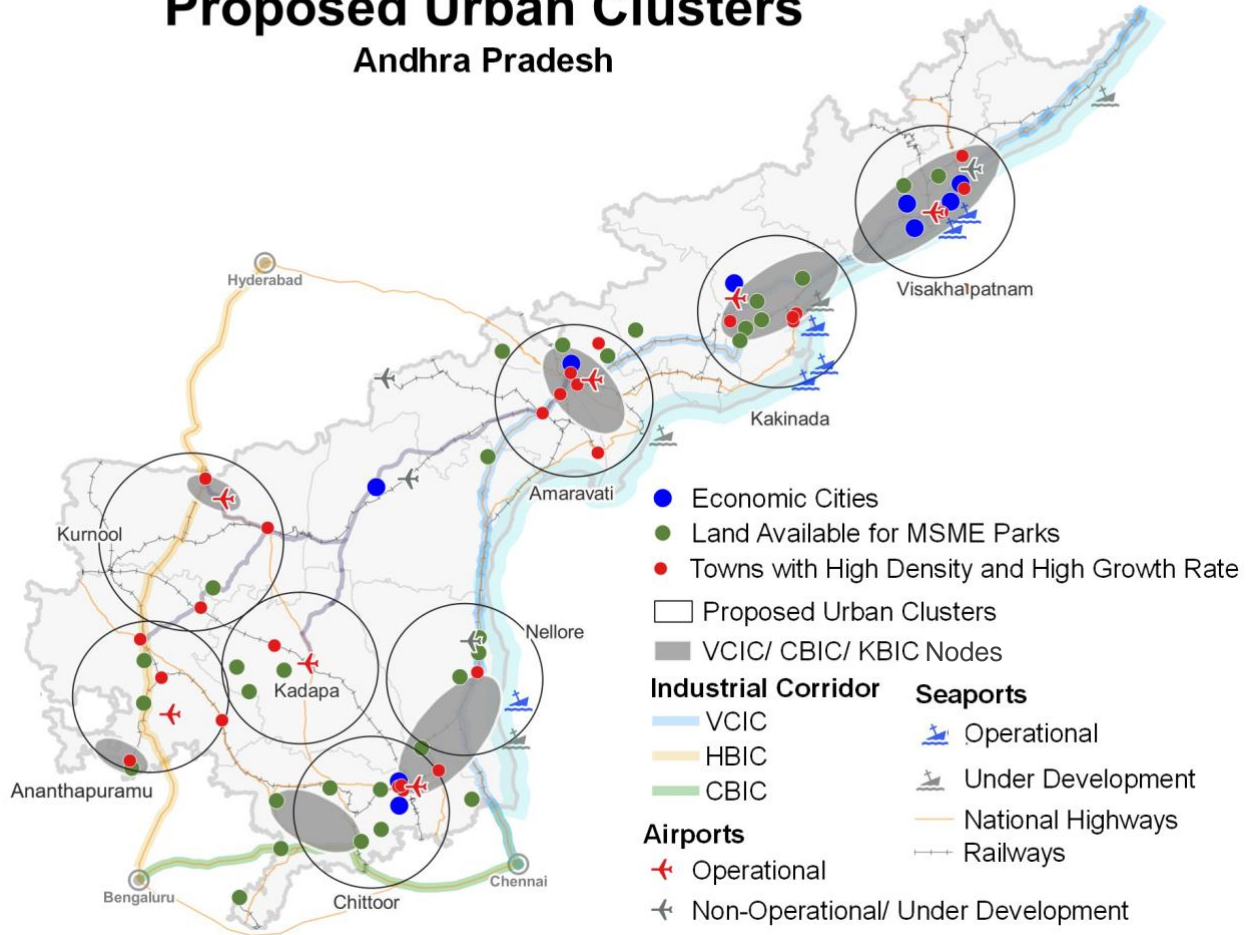 Proposed Urban Clusters
Andhra Pradesh
Hyderabad
Visakhapatnam
Kakinada
Amaravati
Kurnool
Nellore
Kadapa
Ananthapuramu
Bengaluru
Chittoor
Chennai
Economic Cities
Land Available for MSME Parks
Towns with High Density and High Growth Rate
Proposed Urban Clusters
VCIC/ CBIC/ KBIC Nodes
Industrial Corridor
VCIC
HBIC
CBIC
Airports
Operational
Non-Operational/ Under Development
Seaports
Operational
Under Development
National Highways
Railways